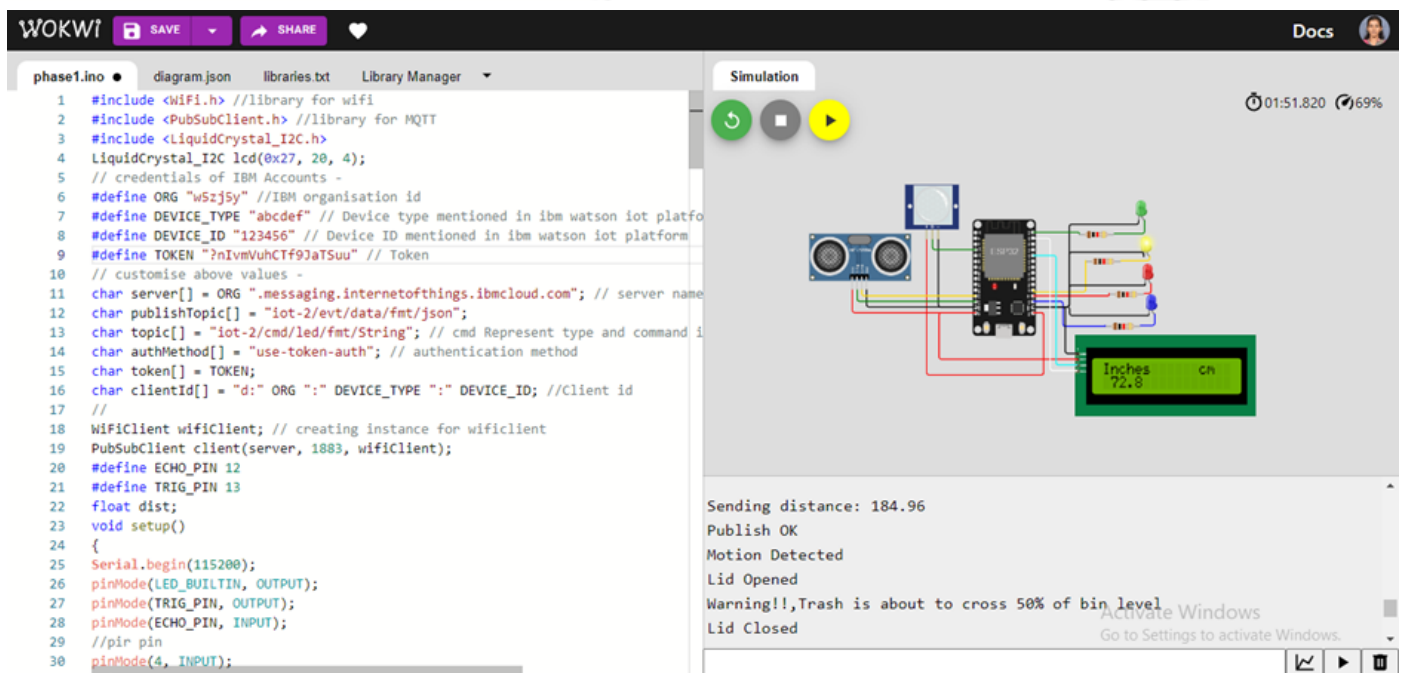 WOKWi SAVE SHARE Docs
phase1.ino ● diagram.json libraries.txt Library Manager
1 #include <WiFi.h> //library for wifi
2 #include <PubSubClient.h> //library for MQTT
3 #include <LiquidCrystal_I2C.h>
4 LiquidCrystal_I2C lcd(0x27, 20, 4);
5 // credentials of IBM Accounts -
6 #define ORG "w5zj5y" //IBM organisation id
7 #define DEVICE_TYPE "abcdef" // Device type mentioned in ibm watson iot platfo
8 #define DEVICE_ID "123456" // Device ID mentioned in ibm watson iot platform
9 #define TOKEN "?nIvmVuhCTf9JaTSuu" // Token
10 // customise above values -
11 char server[] = ORG ".messaging.internetofthings.ibmcloud.com"; // server name
12 char publishTopic[] = "iot-2/evt/data/fmt/json";
13 char topic[] = "iot-2/cmd/led/fmt/String"; // cmd Represent type and command i
14 char authMethod[] = "use-token-auth"; // authentication method
15 char token[] = TOKEN;
16 char clientId[] = "d:" ORG ":" DEVICE_TYPE ":" DEVICE_ID; //Client id
17 //
18 WiFiClient wifiClient; // creating instance for wificlient
19 PubSubClient client(server, 1883, wifiClient);
20 #define ECHO_PIN 12
21 #define TRIG_PIN 13
22 float dist;
23 void setup()
24 {
25 Serial.begin(115200);
26 pinMode(LED_BUILTIN, OUTPUT);
27 pinMode(TRIG_PIN, OUTPUT);
28 pinMode(ECHO_PIN, INPUT);
29 //pir pin
30 pinMode(4, INPUT);
Simulation
01:51.820 69%
HC-SR04
ESP32
Inches cm
72.8
Sending distance: 184.96
Publish OK
Motion Detected
Lid Opened
Warning!!,Trash is about to cross 50% of bin level
Lid Closed
Activate Windows
Go to Settings to activate Windows.